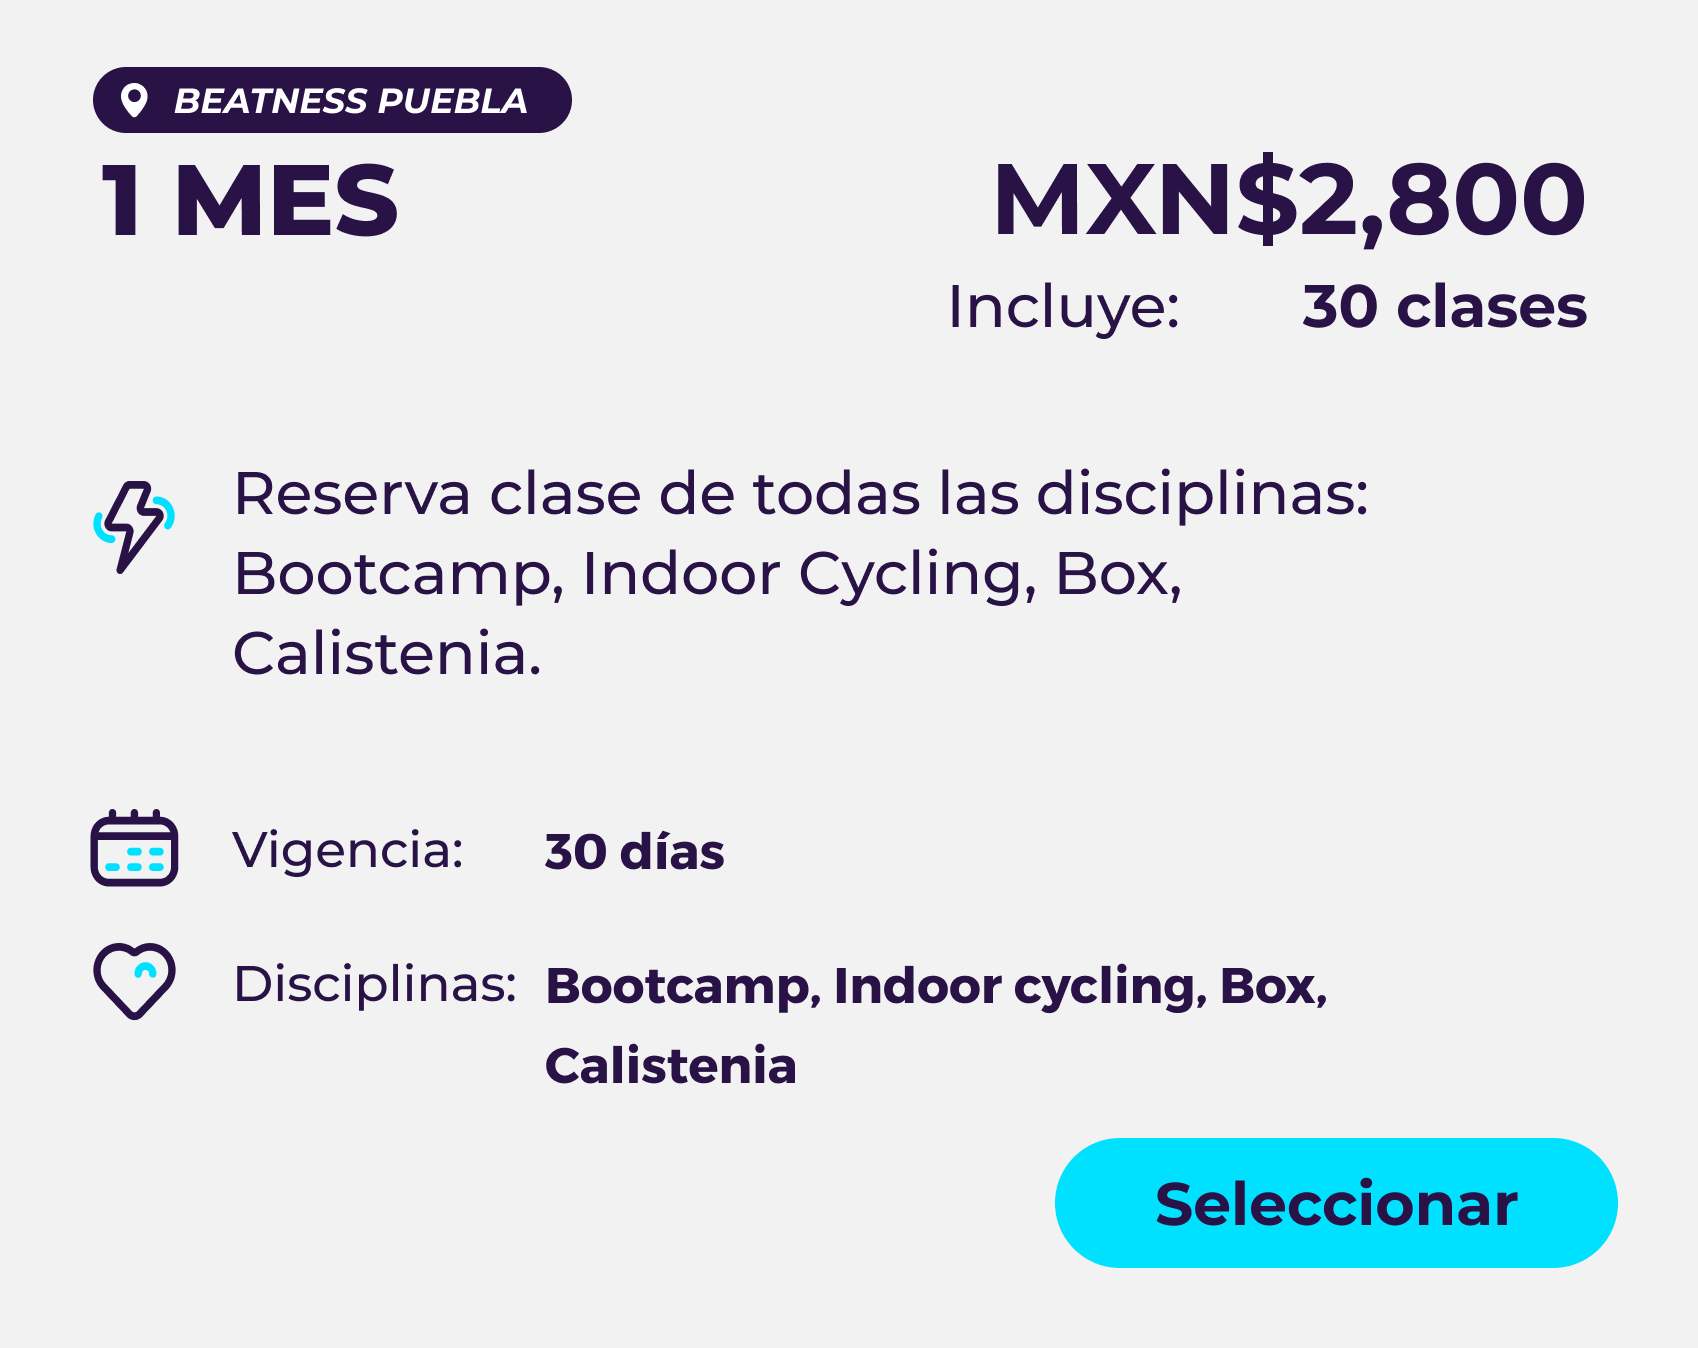 BEATNESS PUEBLA
1 MES
MXN$2,800
Incluye: 30 clases
Reserva clase de todas las disciplinas:
Bootcamp, Indoor Cycling, Box,
Calistenia.
Vigencia: 30 días
Disciplinas: Bootcamp, Indoor cycling, Box,
Calistenia
Seleccionar